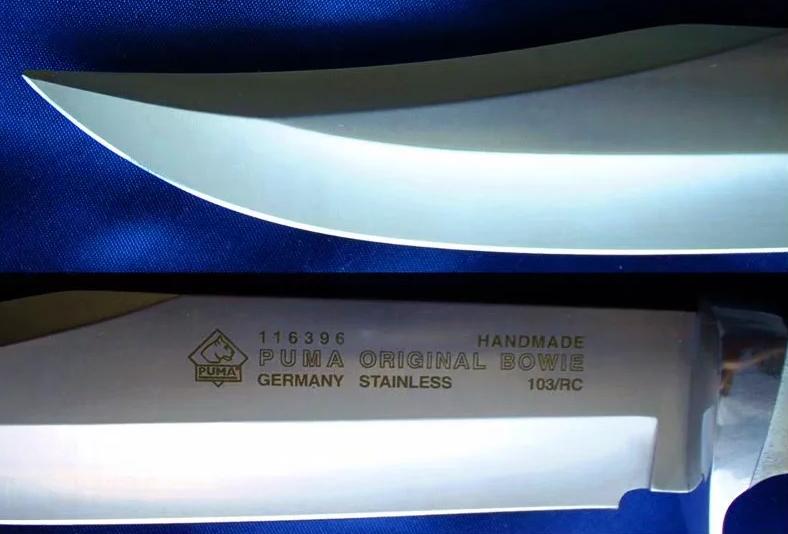 116396 HANDMADE
PUMA ORIGINAL BOWIE
PUMA
GERMANY STAINLESS 103/RC